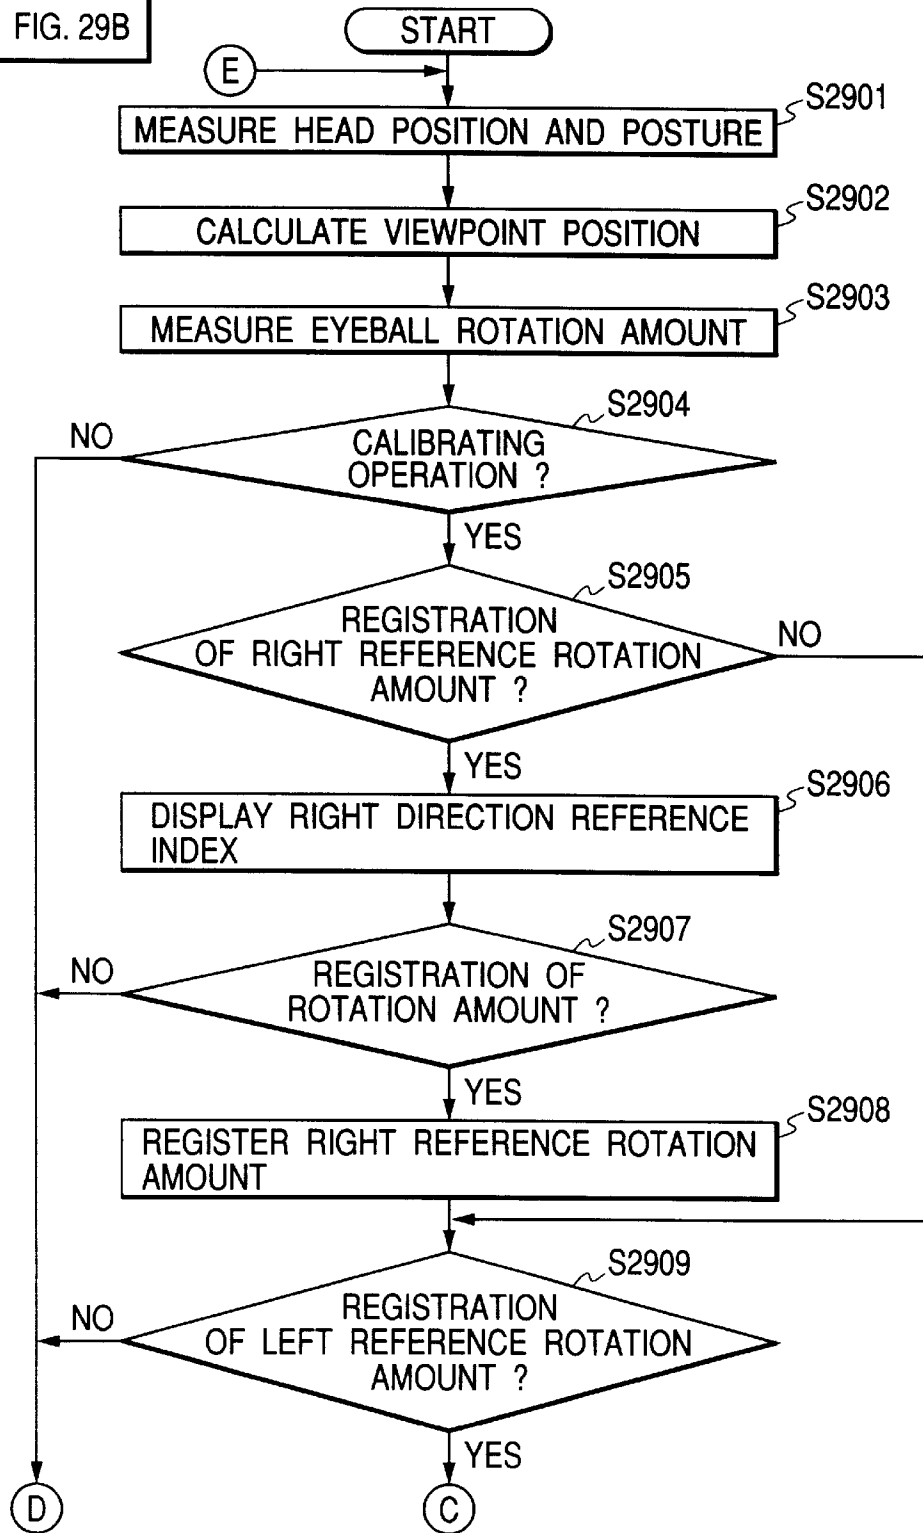 FIG. 29B
START
E
S2901
MEASURE HEAD POSITION AND POSTURE
S2902
CALCULATE VIEWPOINT POSITION
S2903
MEASURE EYEBALL ROTATION AMOUNT
S2904
NO
CALIBRATING
OPERATION ?
YES
S2905
REGISTRATION
OF RIGHT REFERENCE ROTATION
AMOUNT ?
NO
YES
S2906
DISPLAY RIGHT DIRECTION REFERENCE
INDEX
S2907
NO
REGISTRATION OF
ROTATION AMOUNT ?
YES
S2908
REGISTER RIGHT REFERENCE ROTATION
AMOUNT
S2909
NO
REGISTRATION
OF LEFT REFERENCE ROTATION
AMOUNT ?
YES
D
C